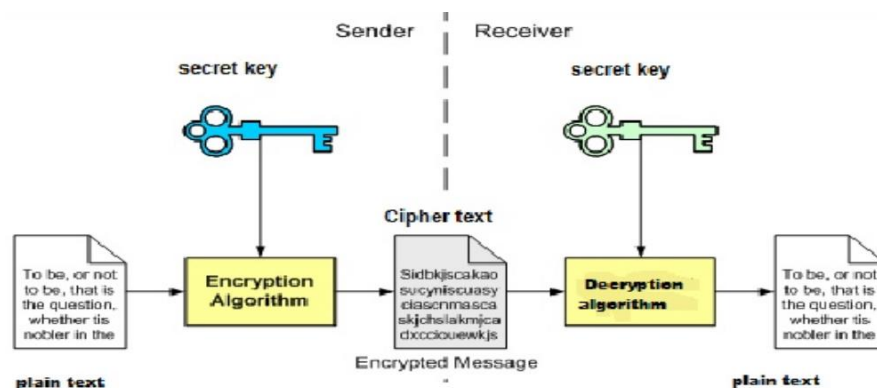 Sender Receiver
secret key secret key
Cipher text
To be, or not
to be, that is
the question,
whether tis
nobler in the
Encryption
Algorithm
Sidbkjscakao
sucyniscuasy
ciascnmasca
skjchslakmjca
dxcciouewkjs
Decryption
algorithm
To be, or not
to be, that is
the question,
whether tis
nobler in the
Encrypted Message
plain text plain text